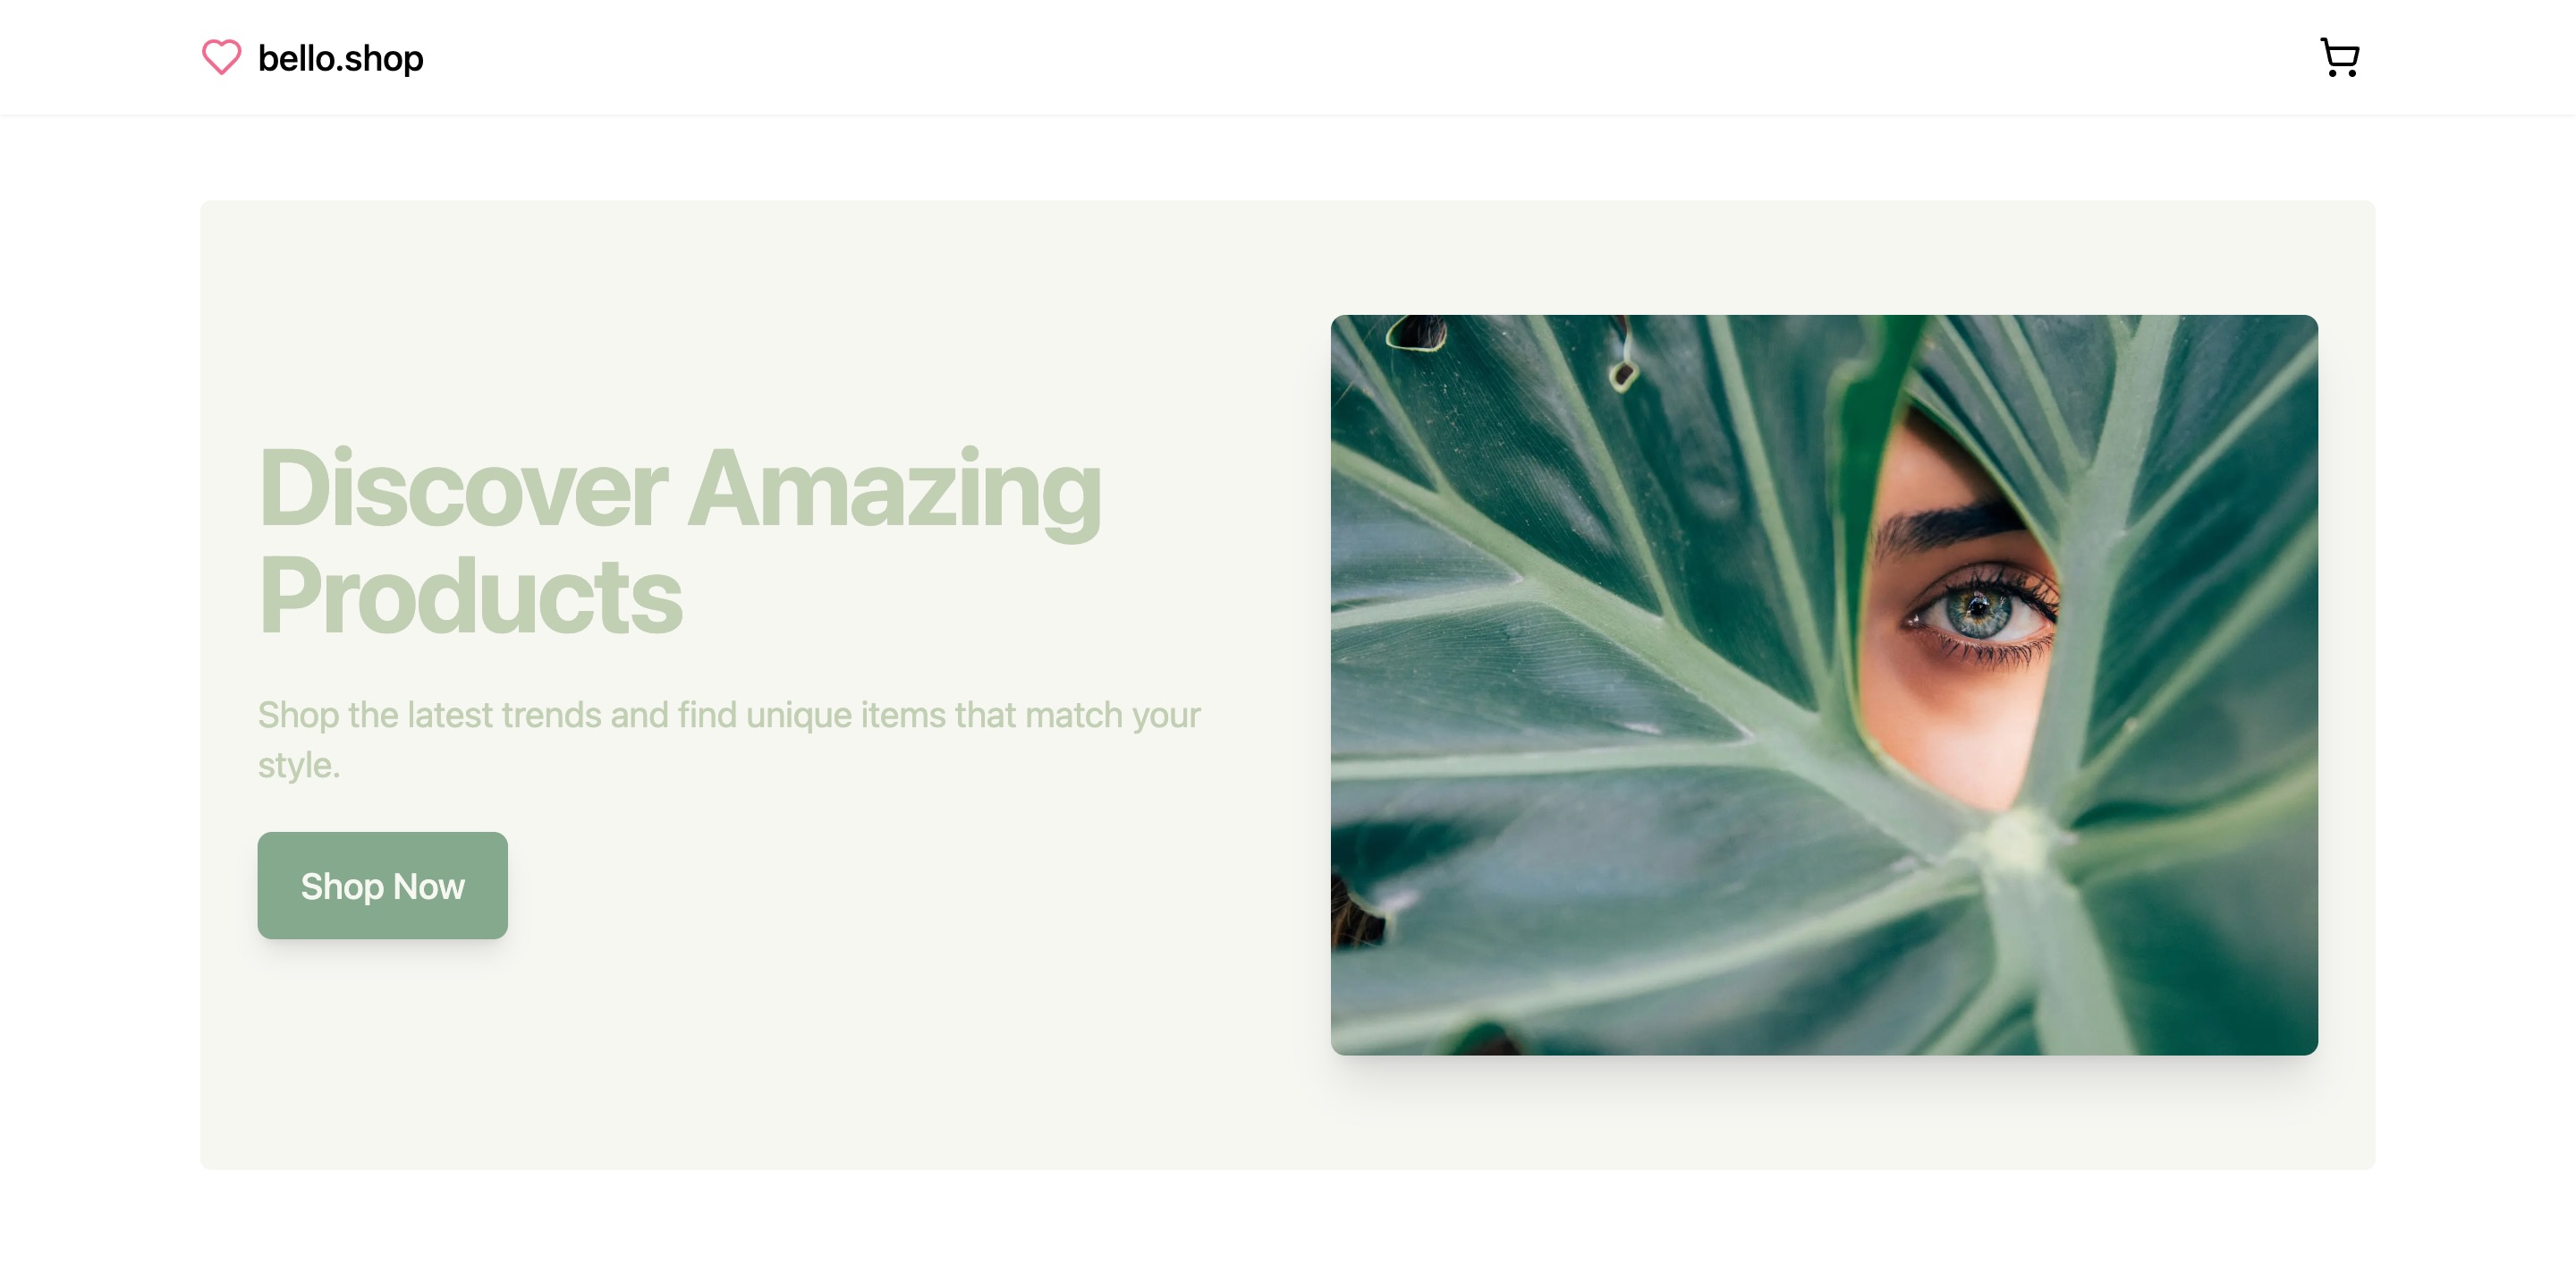 bello.shop
Discover Amazing
Products
Shop the latest trends and find unique items that match your
style.
Shop Now